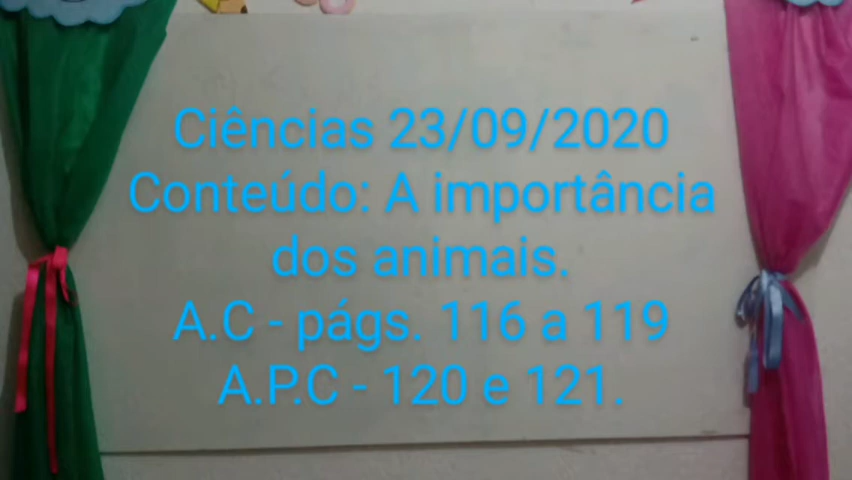 Ciências 23/09/2020
Conteúdo: A importância
dos animais.
A.C - págs. 116 a 119
A.P.C - 120 e 121.